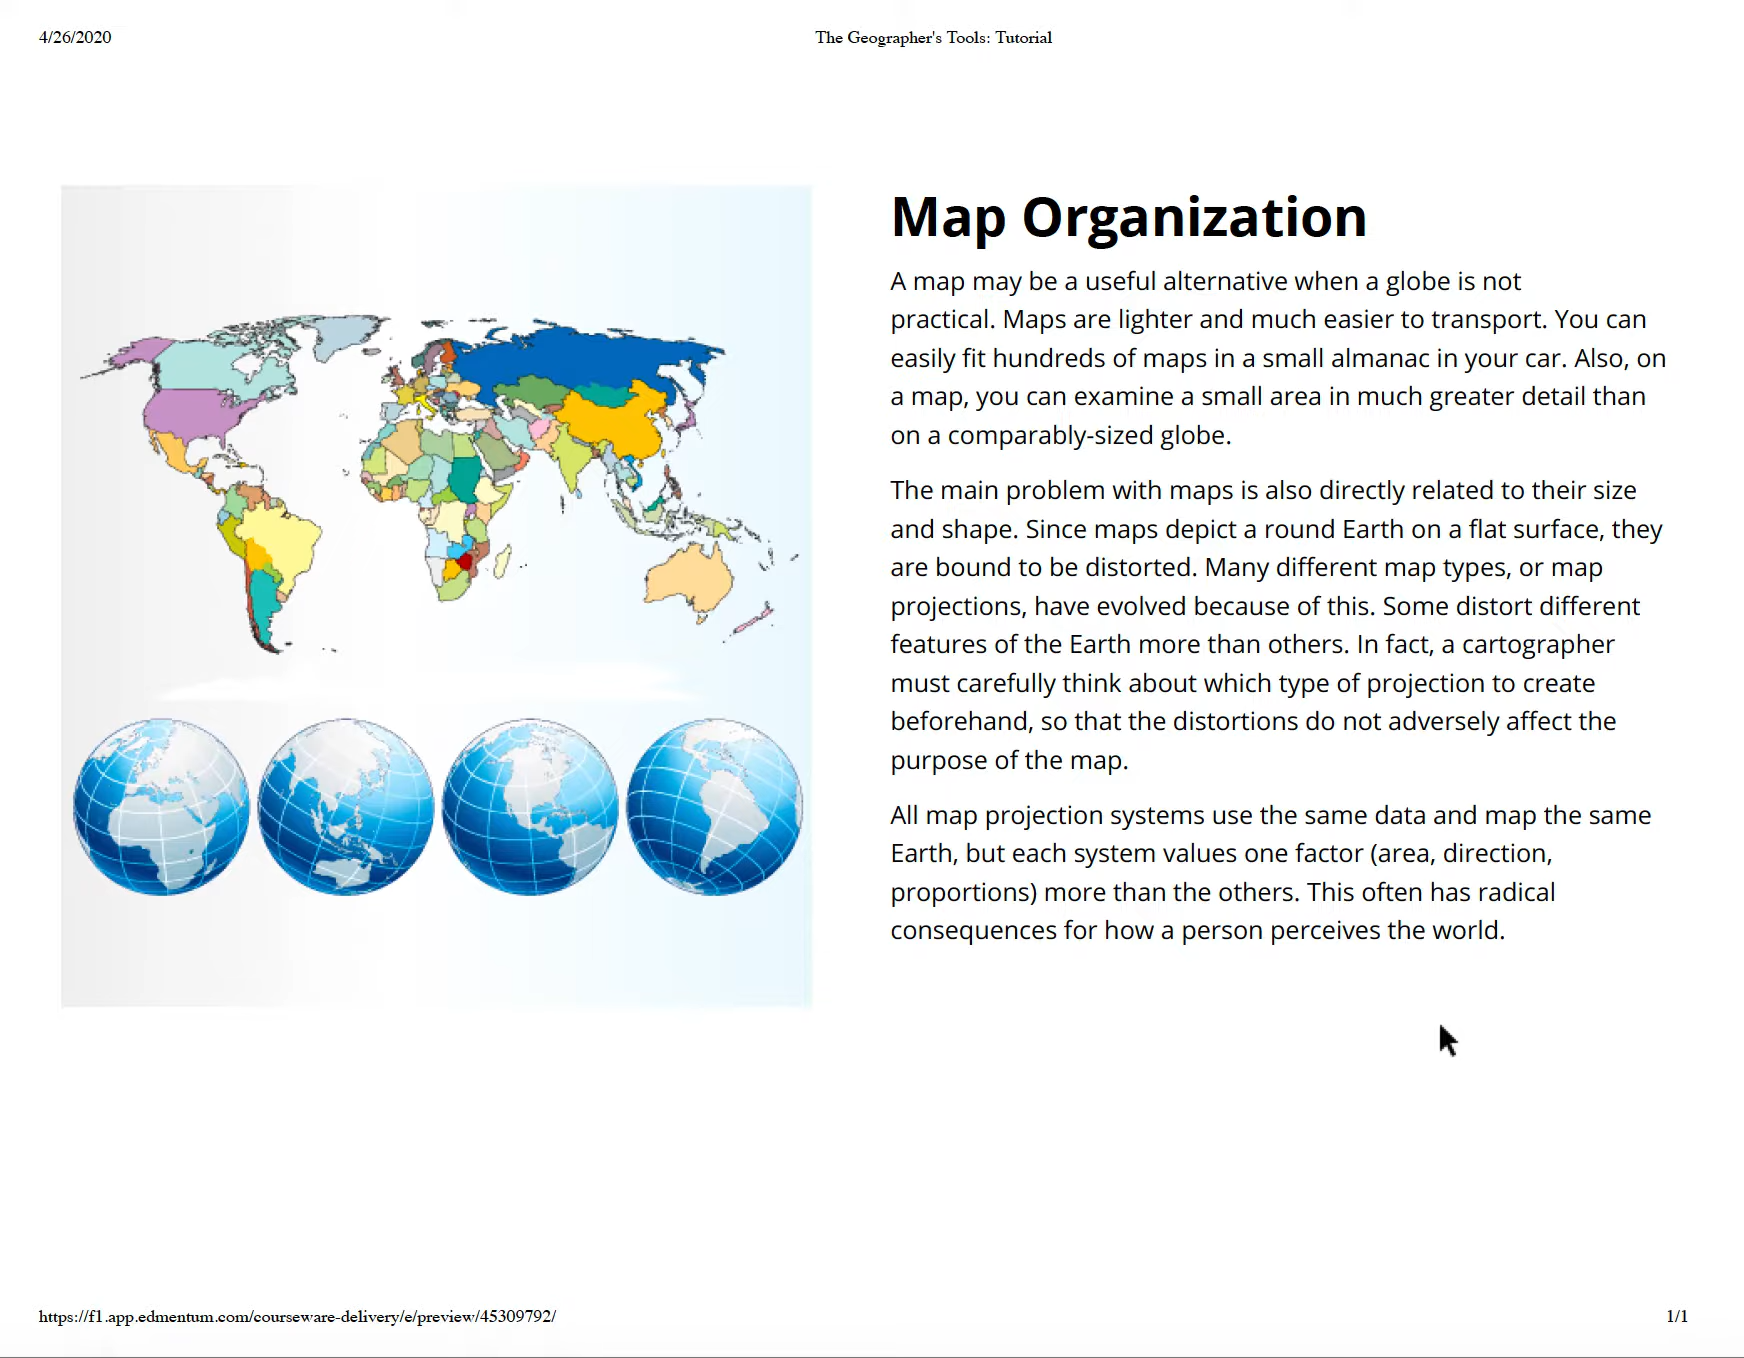 4/26/2020
The Geographer's Tools: Tutorial
Map Organization
A map may be a useful alternative when a globe is not
practical. Maps are lighter and much easier to transport. You can
easily fit hundreds of maps in a small almanac in your car. Also, on
a map, you can examine a small area in much greater detail than
on a comparably-sized globe.
The main problem with maps is also directly related to their size
and shape. Since maps depict a round Earth on a flat surface, they
are bound to be distorted. Many different map types, or map
projections, have evolved because of this. Some distort different
features of the Earth more than others. In fact, a cartographer
must carefully think about which type of projection to create
beforehand, so that the distortions do not adversely affect the
purpose of the map.
All map projection systems use the same data and map the same
Earth, but each system values one factor (area, direction,
proportions) more than the others. This often has radical
consequences for how a person perceives the world.
https://f1.app.edmentum.com/courseware-delivery/e/preview/45309792/
1/1